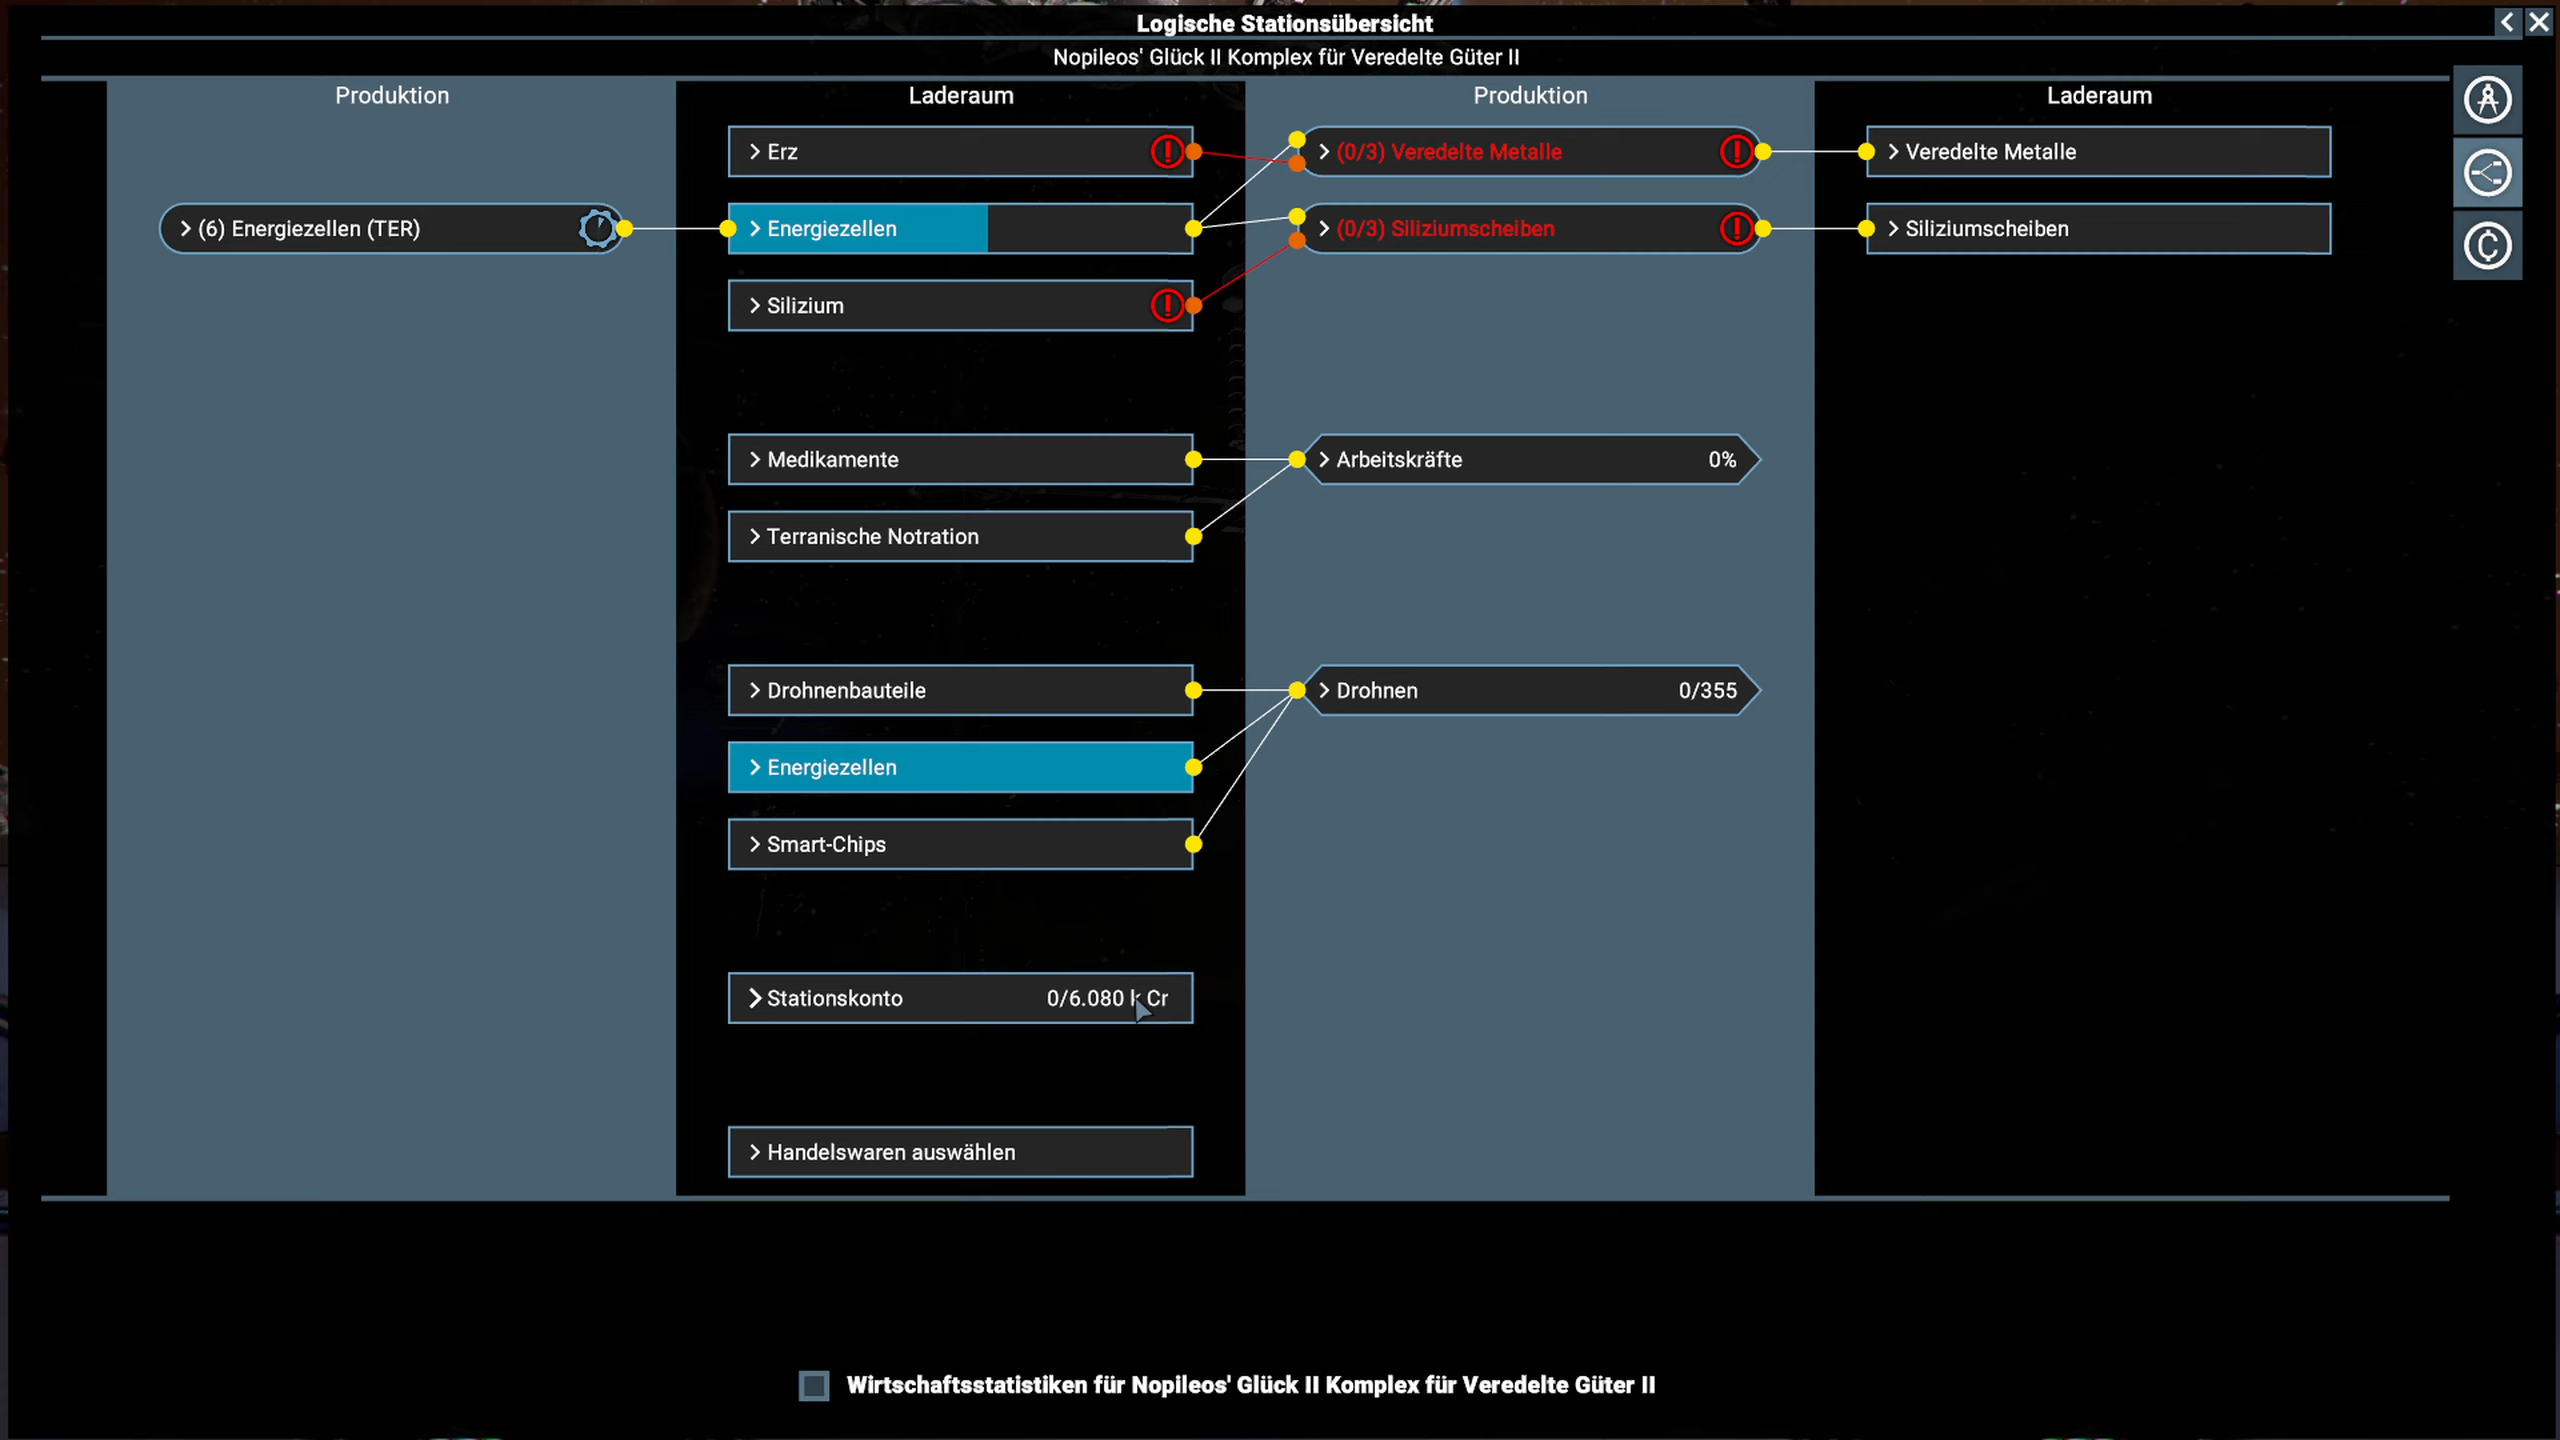 Logische Stationsübersicht
Nopileos' Glück II Komplex für Veredelte Güter II
Produktion
Laderaum
Produktion
Laderaum
Erz
(0/3) Veredelte Metalle
Veredelte Metalle
(6) Energiezellen (TER)
Energiezellen
(0/3) Siliziumscheiben
Siliziumscheiben
Silizium
Medikamente
Arbeitskräfte 0%
Terranische Notration
Drohnenbauteile
Drohnen 0/355
Energiezellen
Smart-Chips
Stationskonto 0/6.080 k Cr
Handelswaren auswählen
Wirtschaftsstatistiken für Nopileos' Glück II Komplex für Veredelte Güter II